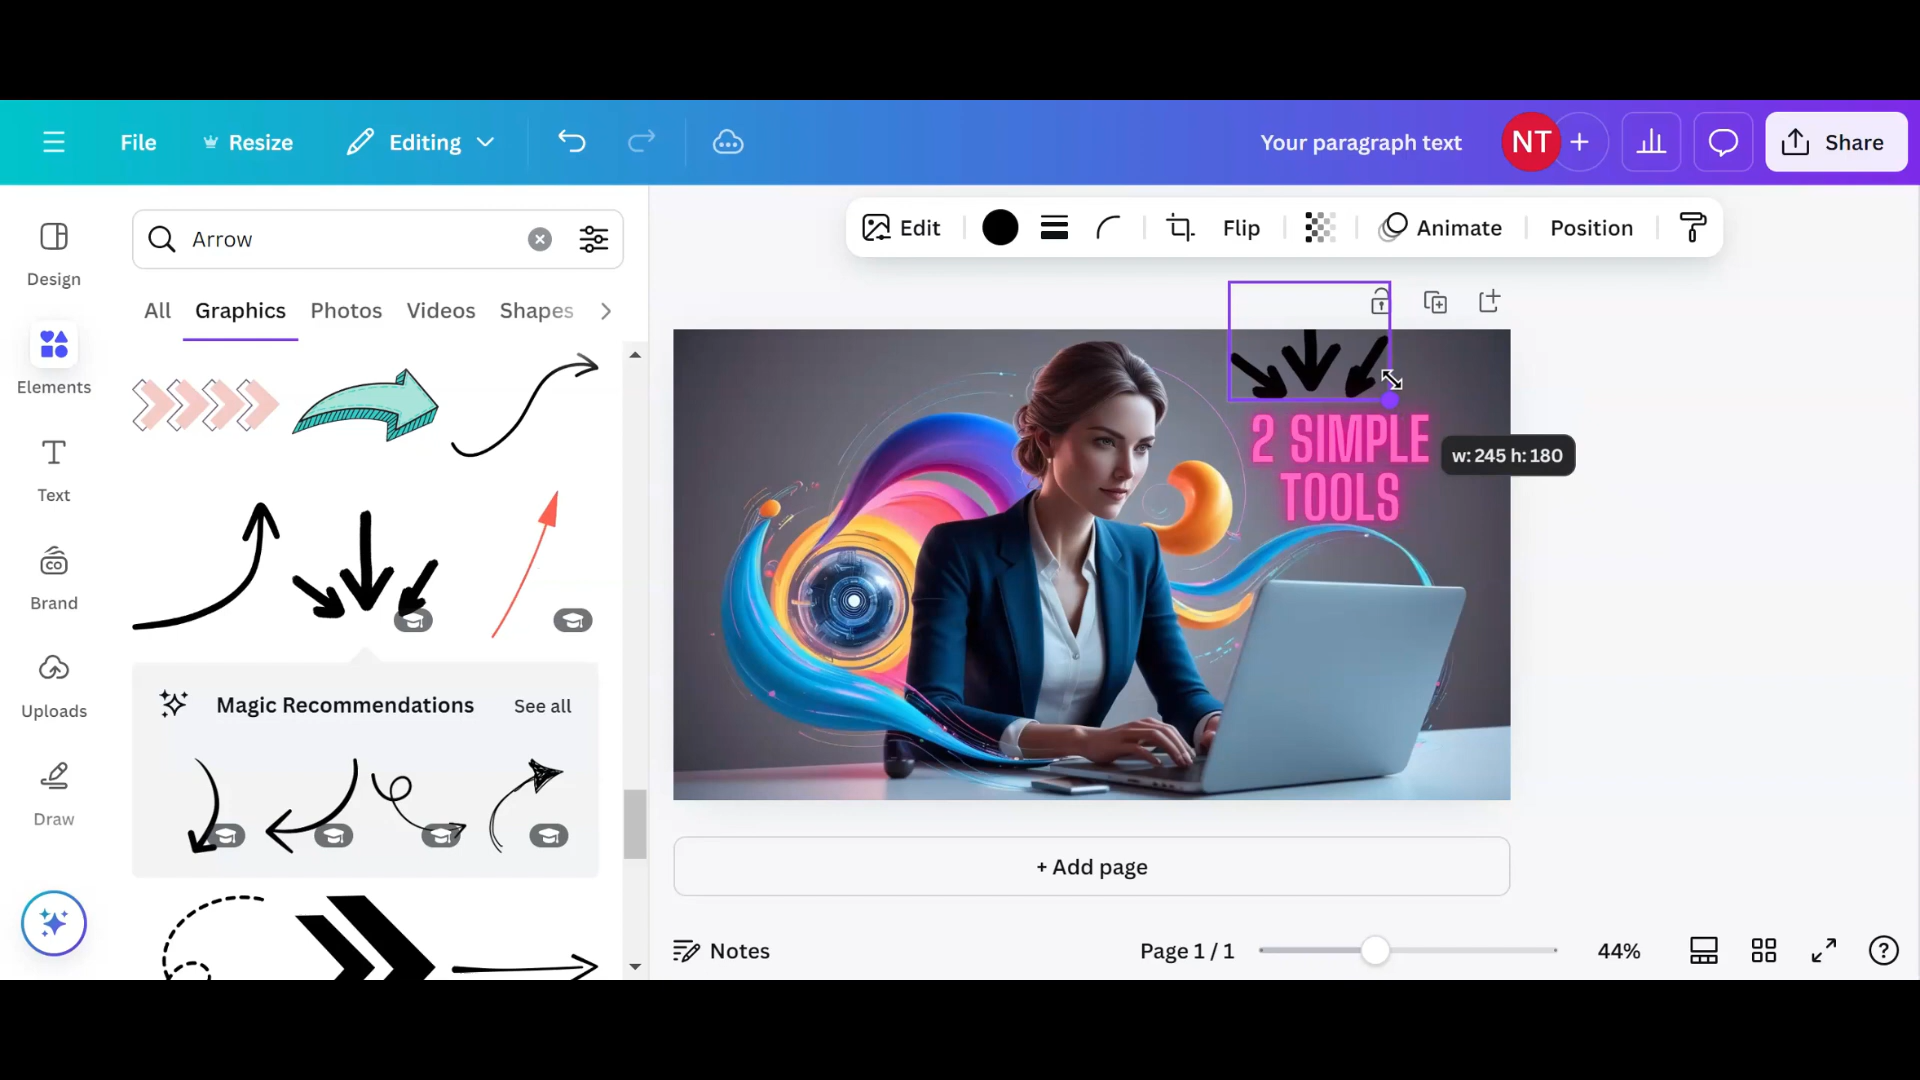 File
Resize
Editing
Your paragraph text
NT
Share
Arrow
Edit
Flip
Animate
Position
Design
Elements
Text
Brand
Uploads
Draw
All
Graphics
Photos
Videos
Shapes
co
Magic Recommendations
See all
2 SIMPLE
TOOLS
w: 245 h: 180
+ Add page
Notes
Page 1 / 1
44%